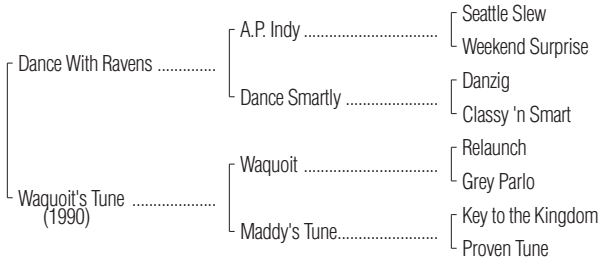 Seattle Slew
A.P. Indy ..................................
Weekend Surprise
Dance With Ravens ..............
Danzig
Dance Smartly .......................
Classy 'n Smart
Relaunch
Waquoit ..................................
Grey Parlo
Waquoit's Tune ....................
(1990)
Key to the Kingdom
Maddy's Tune.........................
Proven Tune